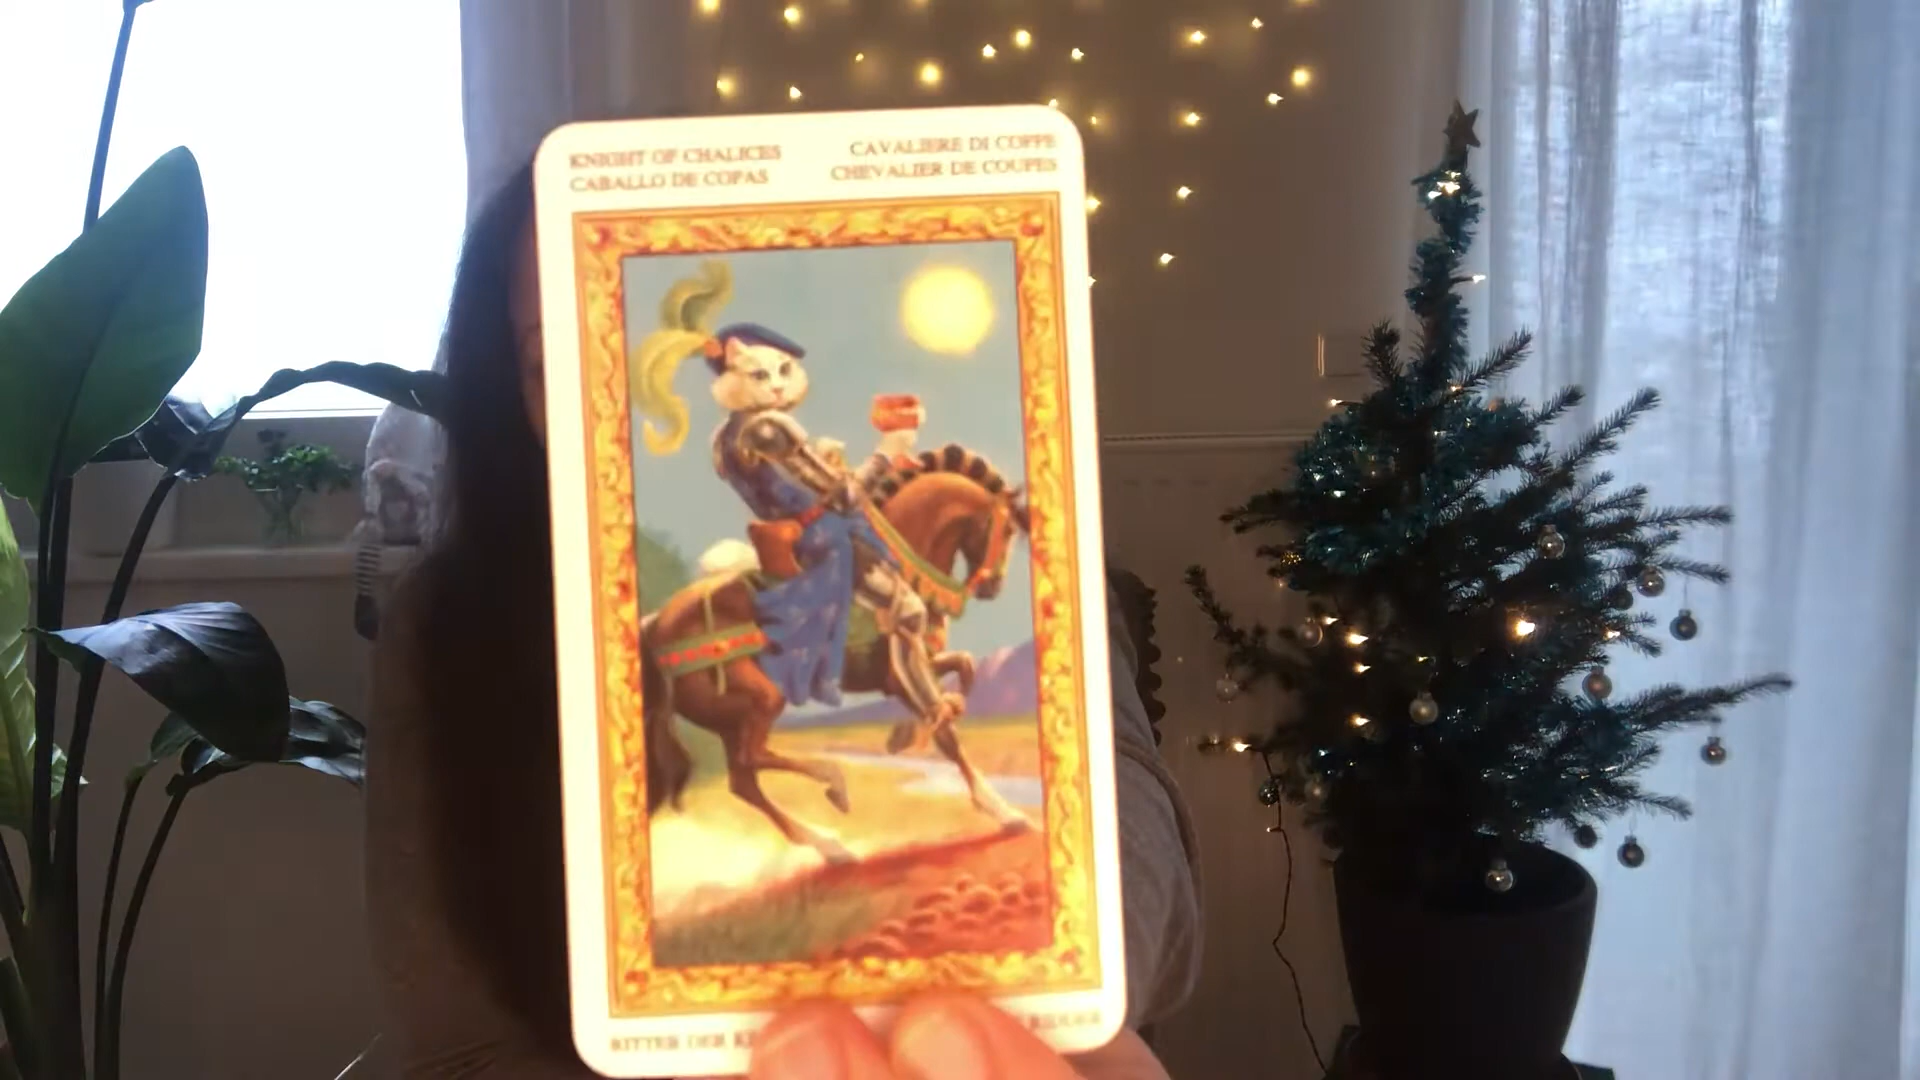 KNIGHT OF CHALICES
CABALLO DE COPAS
CAVALIERE DI COPPE
CHEVALIER DE COUPES
RITTER DER